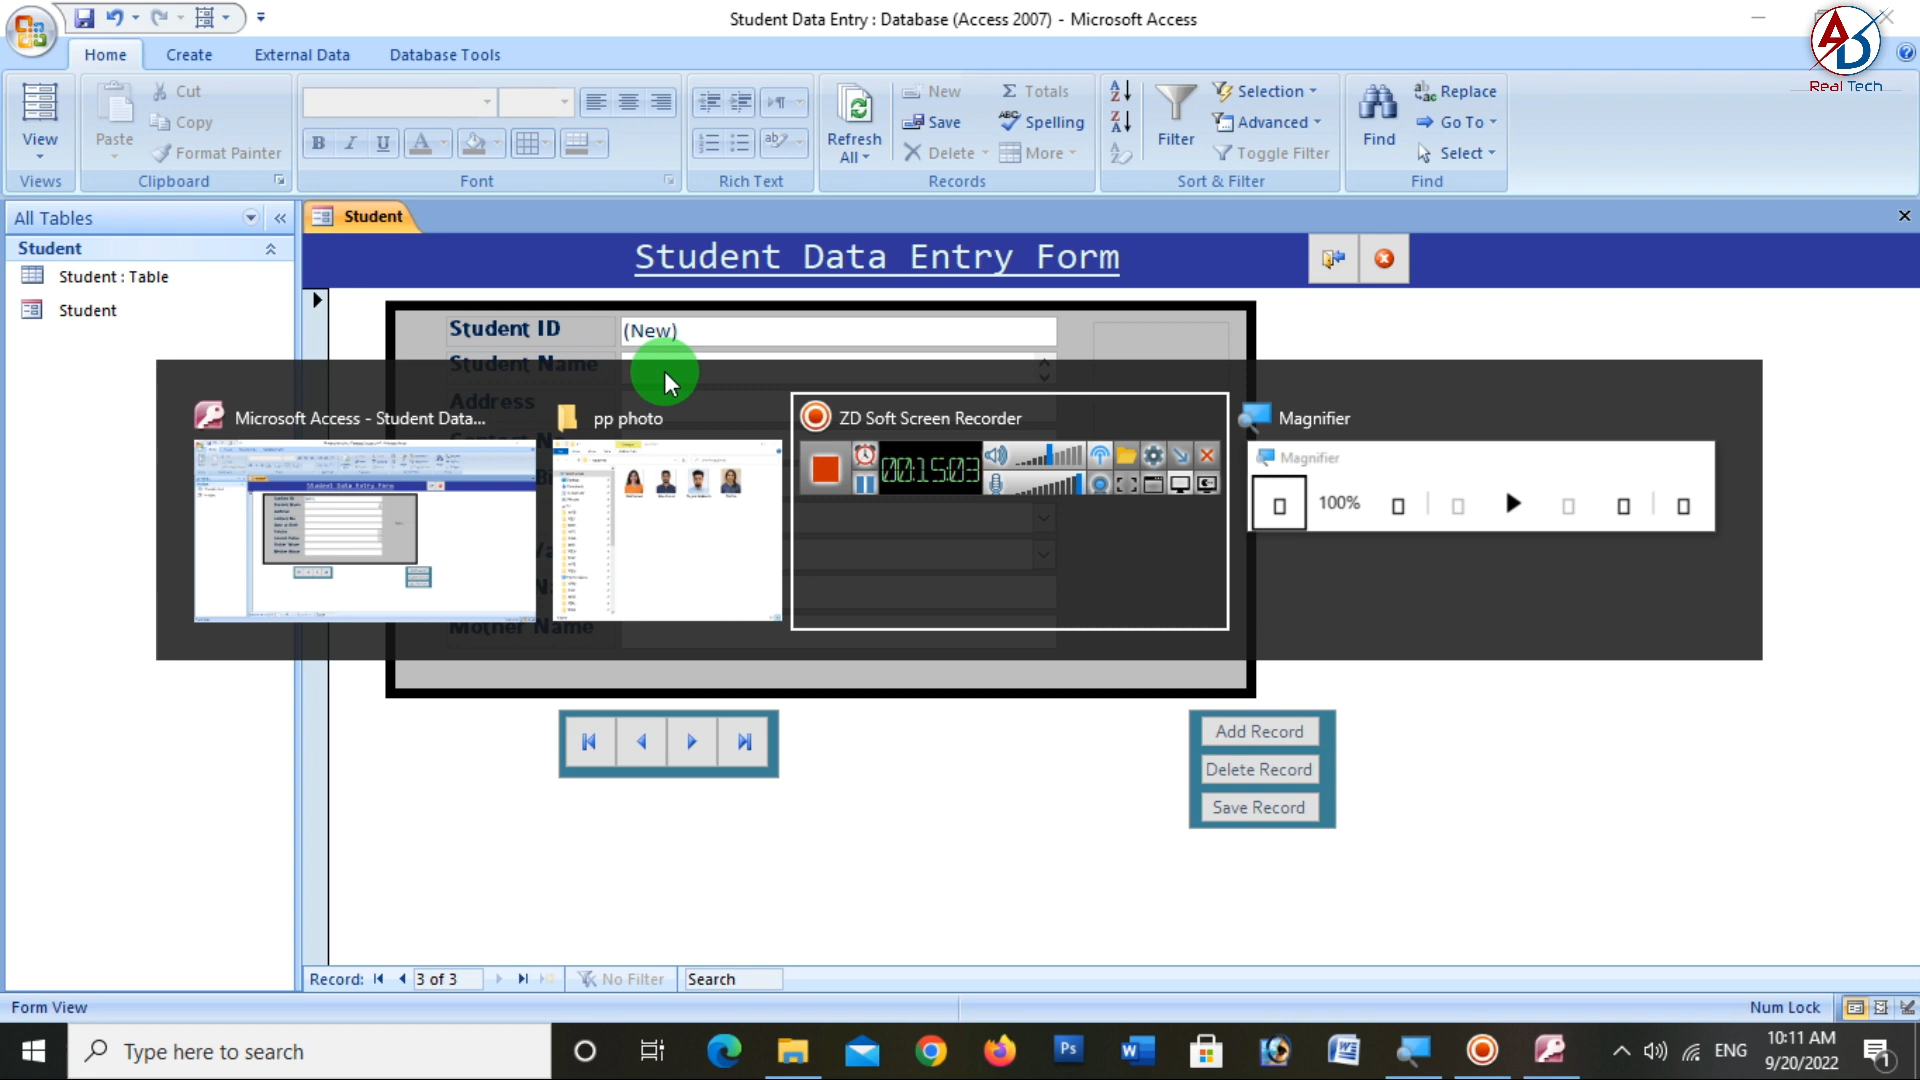 Student Data Entry : Database (Access 2007) - Microsoft Access
Home Create External Data Database Tools
Real Tech
View
Views
Paste
Cut
Copy
Format Painter
Clipboard
B I U
Font
Rich Text
Refresh All
New
Save
Delete
Totals
Spelling
More
Records
Filter
Selection
Advanced
Toggle Filter
Sort & Filter
Find
Replace
Go To
Select
Find
All Tables
Student
Student : Table
Student
Student
Student Data Entry Form
Student ID (New)
Student Name
Address
Microsoft Access - Student Data...
pp photo
ZD Soft Screen Recorder
00:15:03
Magnifier
Magnifier
100%
Mother Name
Add Record
Delete Record
Save Record
Record: 3 of 3 No Filter Search
Form View
Num Lock
Type here to search
Ps
ENG
10:11 AM
9/20/2022
1